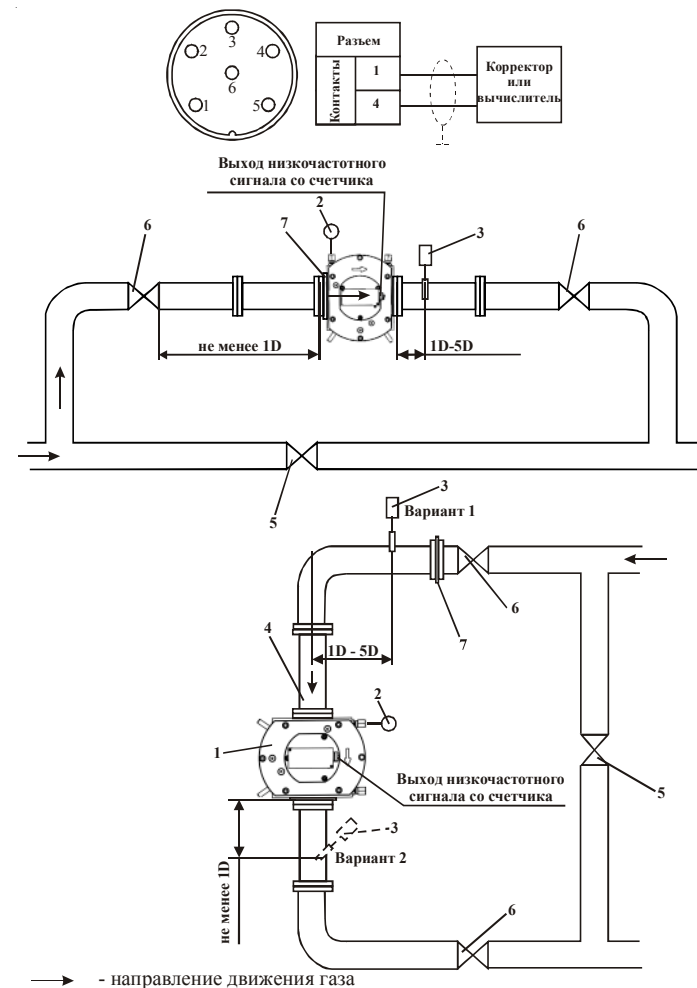 3
2
4
6
1
5
Разъем
Контакты
1
4
Корректор
или
вычислитель
Выход низкочастотного
сигнала со счетчика
2
7
6
3
6
не менее 1D
1D-5D
5
3
Вариант 1
6
7
4
1D - 5D
2
1
Выход низкочастотного
сигнала со счетчика
5
3
Вариант 2
не менее 1D
6
- направление движения газа